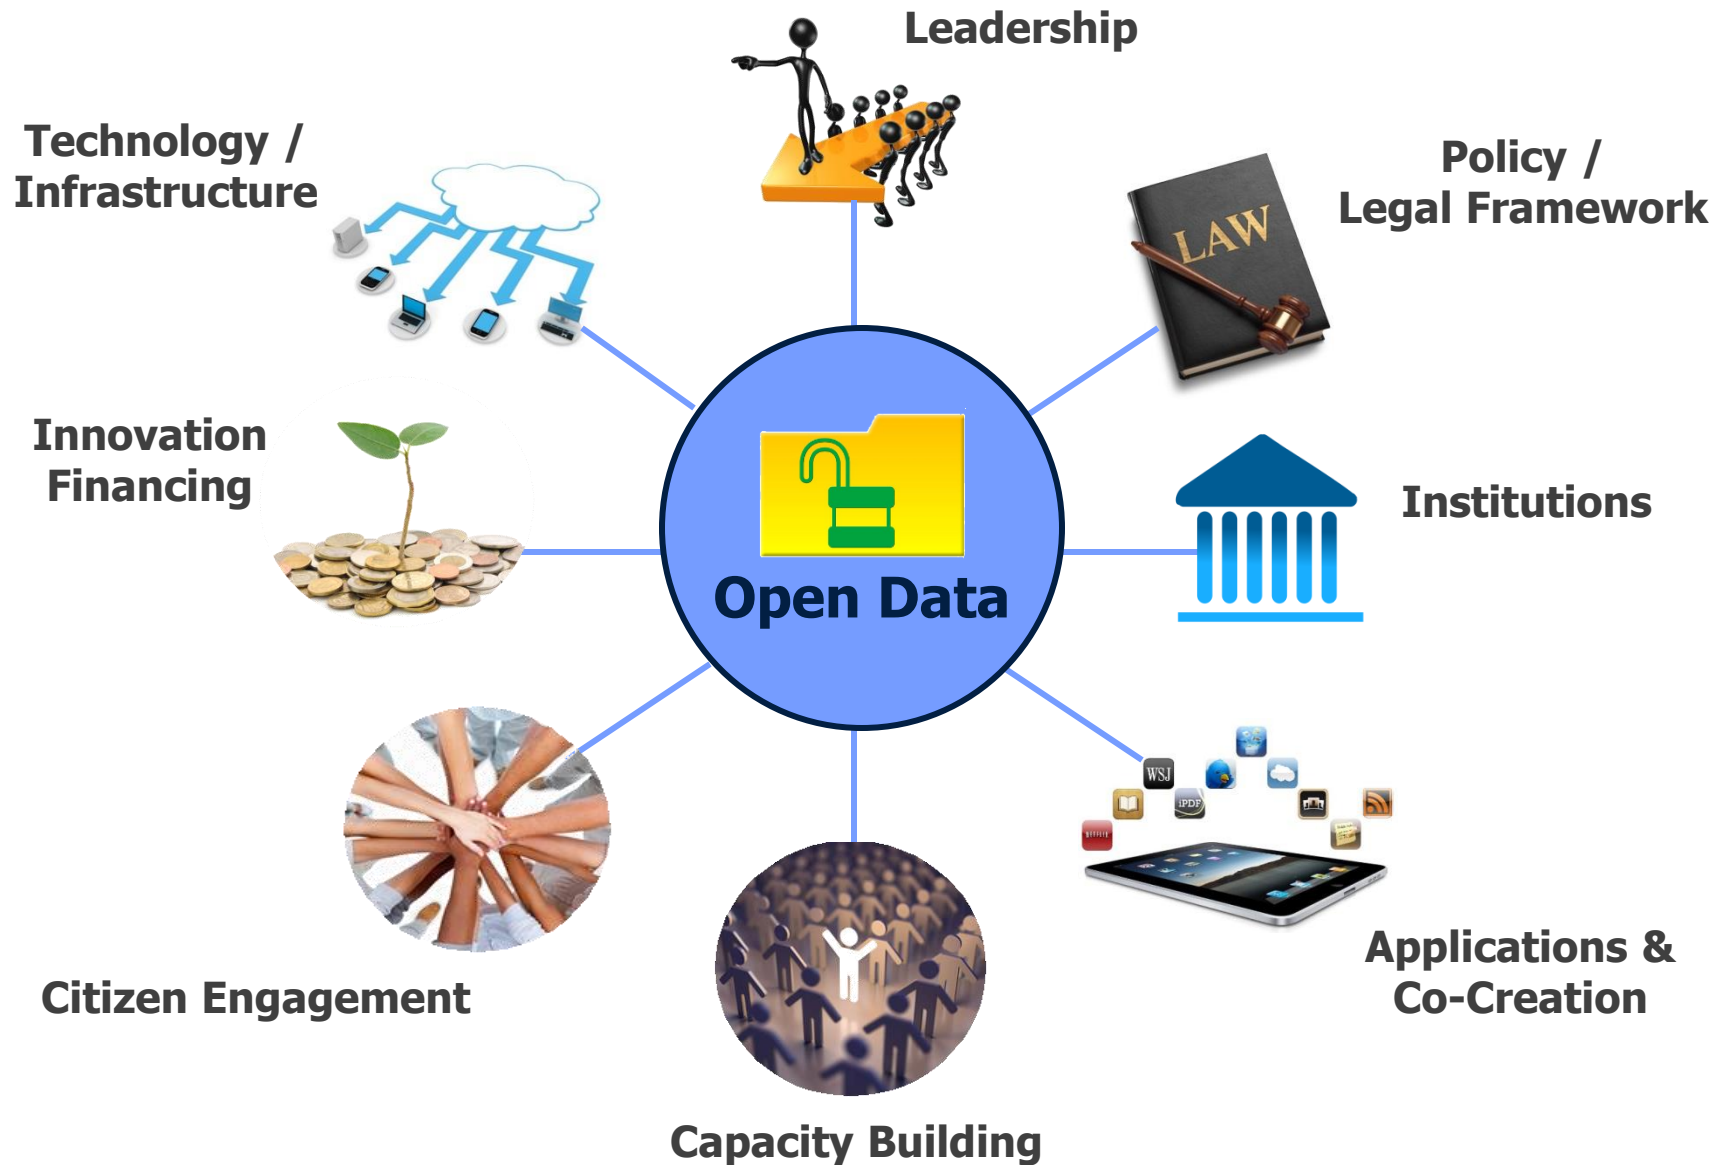 Leadership
Technology /
Infrastructure
Policy /
Legal Framework
LAW
Innovation
Financing
Institutions
Open Data
WSJ
iPDF
NETFLIX
Applications &
Co-Creation
Citizen Engagement
Capacity Building